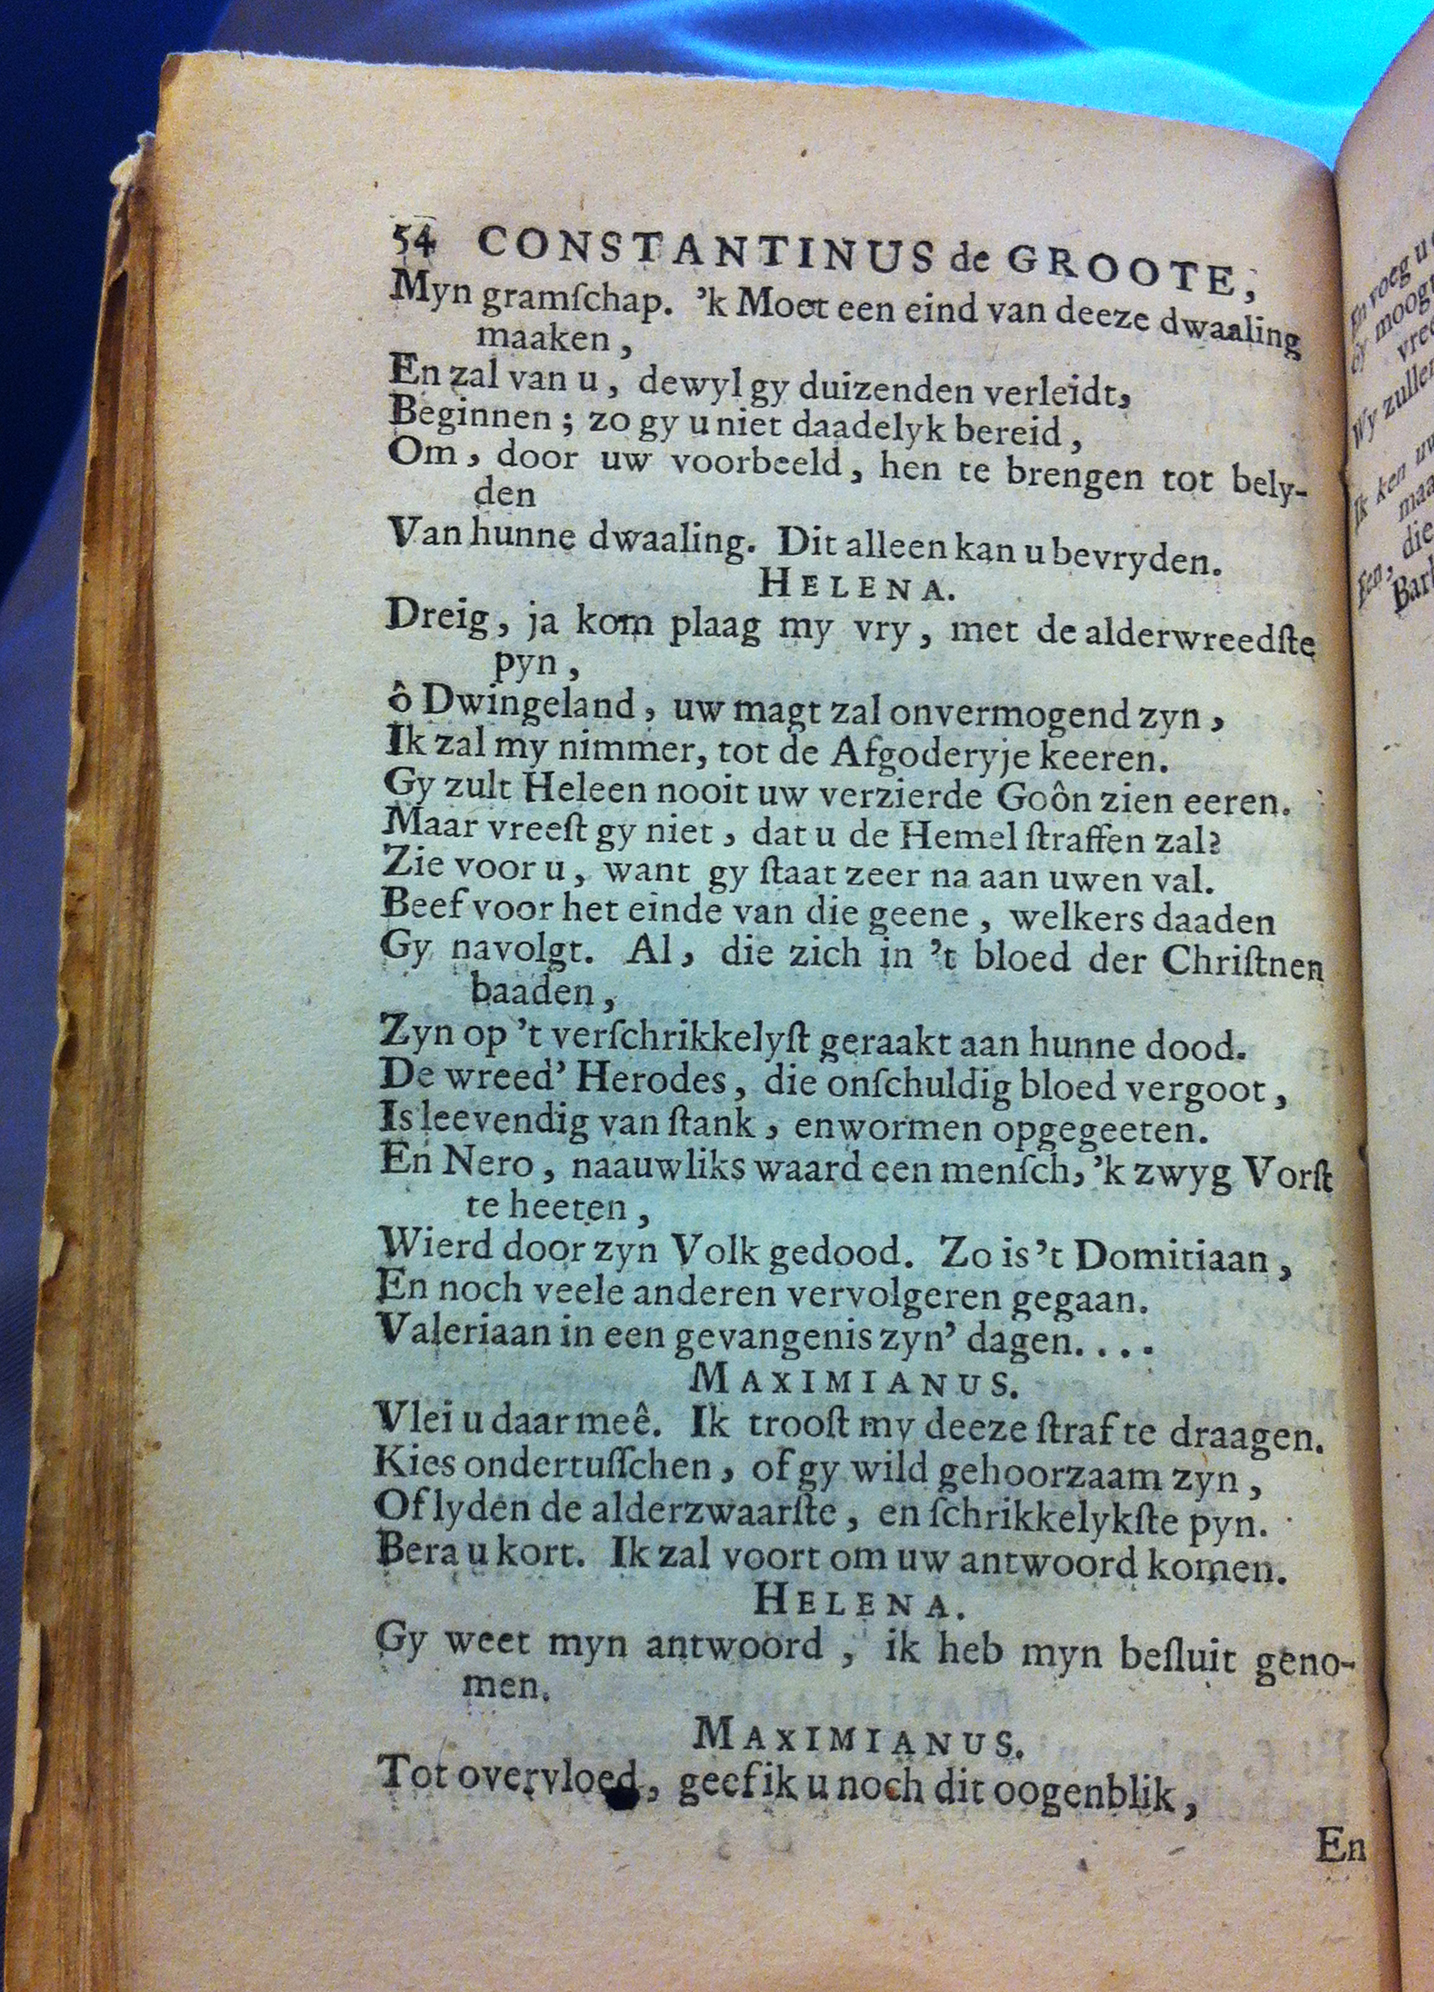 54 CONSTANTINUS de GROOTE,
Myn gramſchap. 'k Moet een eind van deeze dwaaling
maaken,
En zal van u, dewyl gy duizenden verleidt,
Beginnen; zo gy u niet daadelyk bereid,
Om, door uw voorbeeld, hen te brengen tot bely-
den
Van hunne dwaaling. Dit alleen kan u bevryden.
HELENA.
Dreig, ja kom plaag my vry, met de alderwreedſte
pyn,
ô Dwingeland, uw magt zal onvermogend zyn,
Ik zal my nimmer, tot de Afgoderyje keeren.
Gy zult Heleen nooit uw verzierde Goôn zien eeren.
Maar vreeſt gy niet, dat u de Hemel ſtraffen zal?
Zie voor u, want gy ſtaat zeer na aan uwen val.
Beef voor het einde van die geene, welkers daaden
Gy navolgt. Al, die zich in 't bloed der Chriſtnen
baaden,
Zyn op 't verſchrikkelyſt geraakt aan hunne dood.
De wreed' Herodes, die onſchuldig bloed vergoot,
Is leevendig van ſtank, en wormen opgegeeten.
En Nero, naauwliks waard een menſch, 'k zwyg Vorſt
te heeten,
Wierd door zyn Volk gedood. Zo is 't Domitiaan,
En noch veele anderen vervolgeren gegaan.
Valeriaan in een gevangenis zyn' dagen....
MAXIMIANUS.
Vlei u daar meê. Ik trooſt my deeze ſtraf te draagen.
Kies ondertuſſchen, of gy wild gehoorzaam zyn,
Of lyden de alderzwaarſte, en ſchrikkelykſte pyn.
Bera u kort. Ik zal voort om uw antwoord komen.
HELENA.
Gy weet myn antwoord, ik heb myn beſluit geno-
men.
MAXIMIANUS.
Tot overvloed, geef ik u noch dit oogenblik,
En
En voeg u
Gy
Wy zullen
Ik ken uw
maa
Een, die